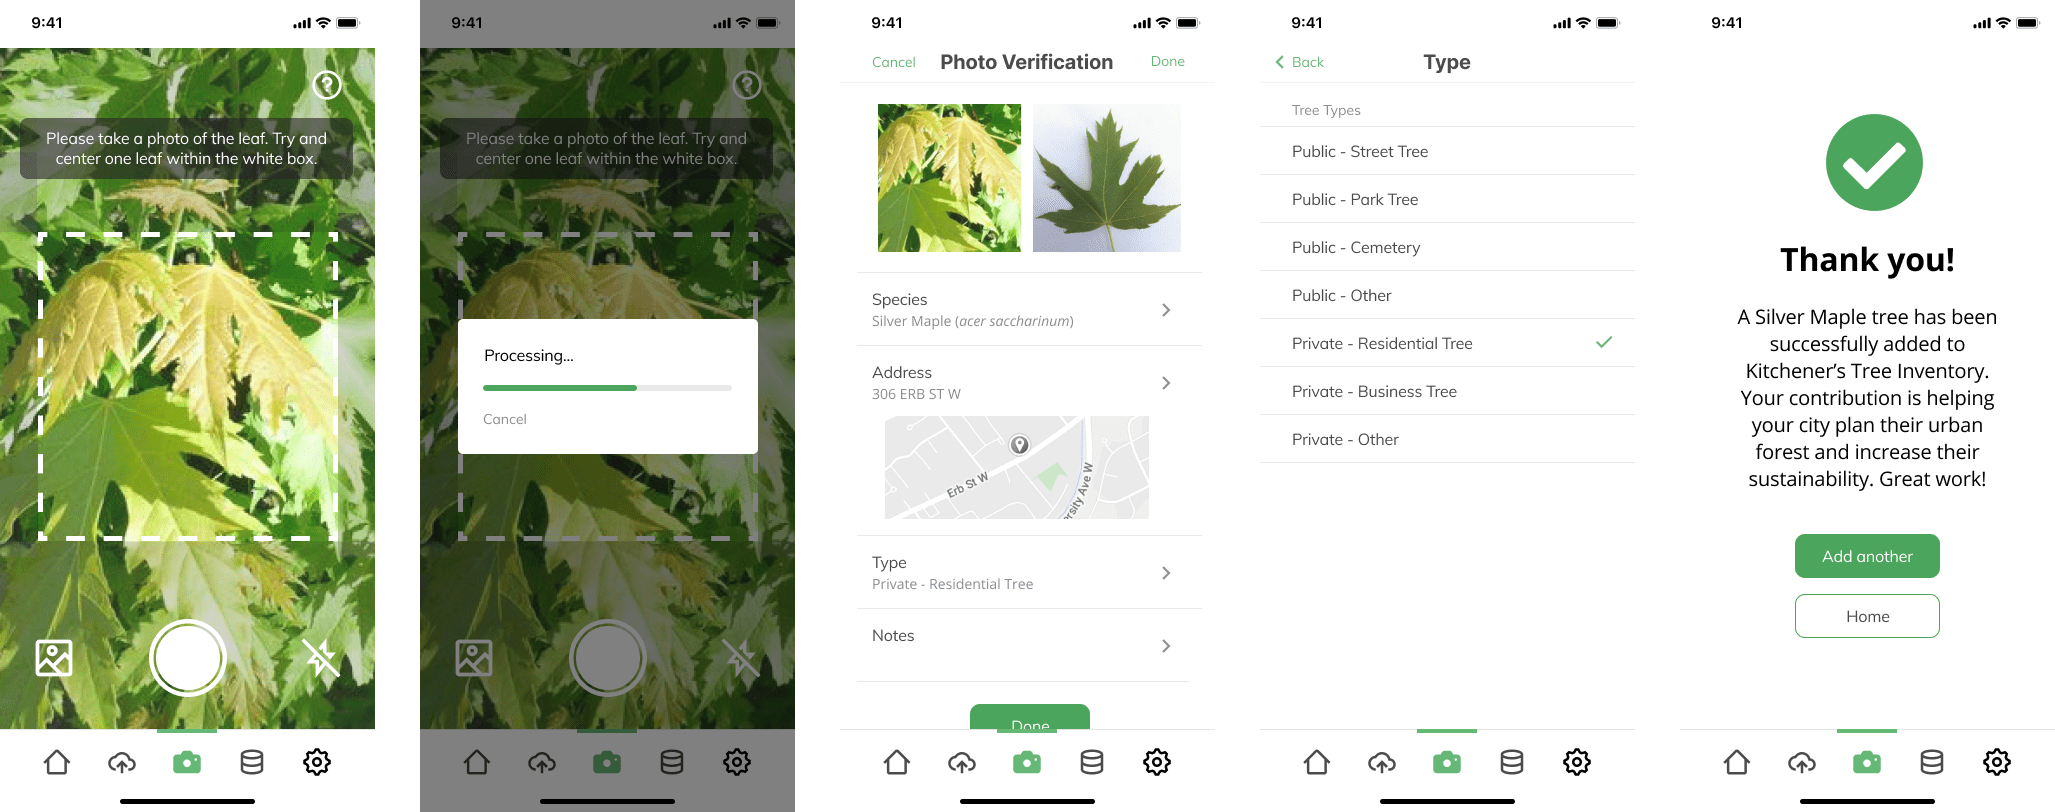 9:41
Please take a photo of the leaf. Try and
center one leaf within the white box.
9:41
Please take a photo of the leaf. Try and
center one leaf within the white box.
Processing...
Cancel
9:41
Cancel
Photo Verification
Done
Species
Silver Maple (acer saccharinum)
Address
306 ERB ST W
Erb St W
ersity Ave W
Type
Private - Residential Tree
Notes
Done
9:41
Back
Type
Tree Types
Public - Street Tree
Public - Park Tree
Public - Cemetery
Public - Other
Private - Residential Tree
Private - Business Tree
Private - Other
9:41
Thank you!
A Silver Maple tree has been
successfully added to
Kitchener’s Tree Inventory.
Your contribution is helping
your city plan their urban
forest and increase their
sustainability. Great work!
Add another
Home